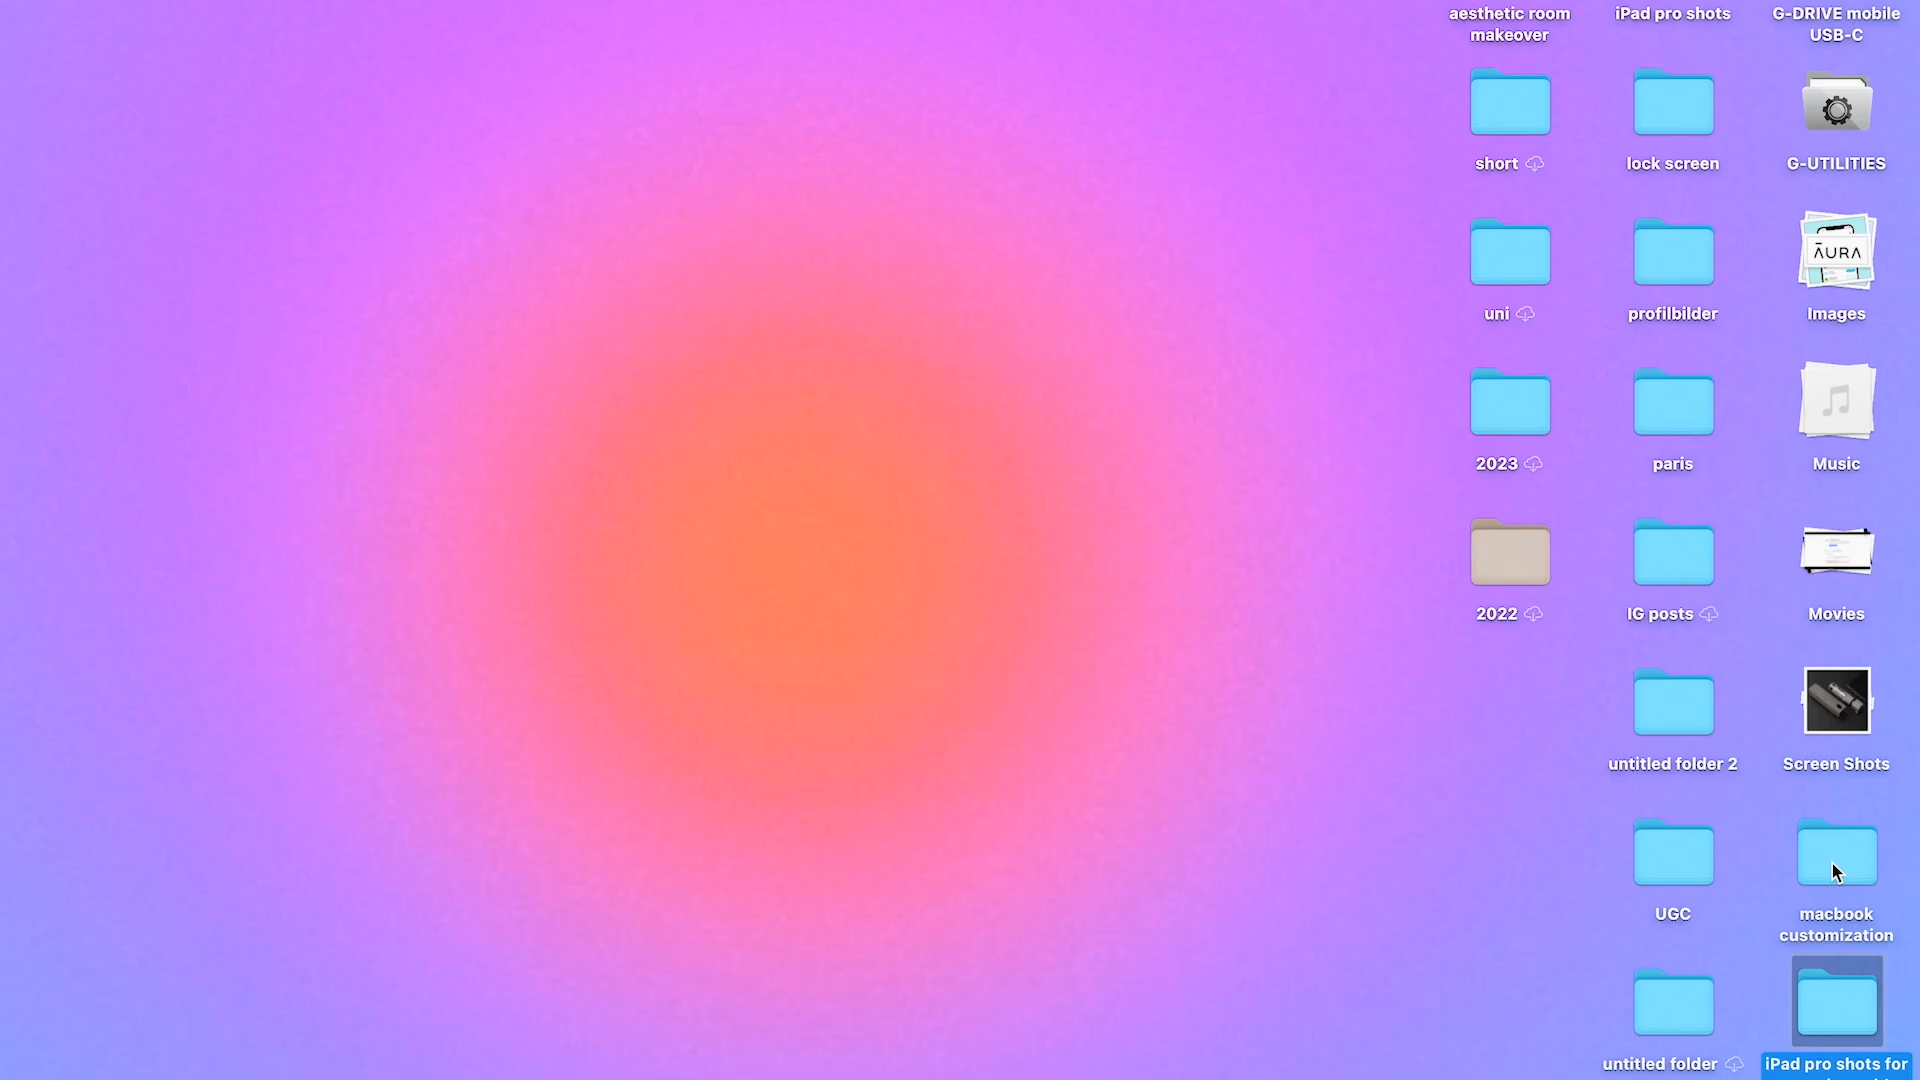 aesthetic room
makeover
iPad pro shots
G-DRIVE mobile
USB-C
short
lock screen
G-UTILITIES
uni
profilbilder
ĀURA
Images
2023
paris
Music
2022
IG posts
Movies
untitled folder 2
Screen Shots
UGC
macbook
customization
untitled folder
iPad pro shots for